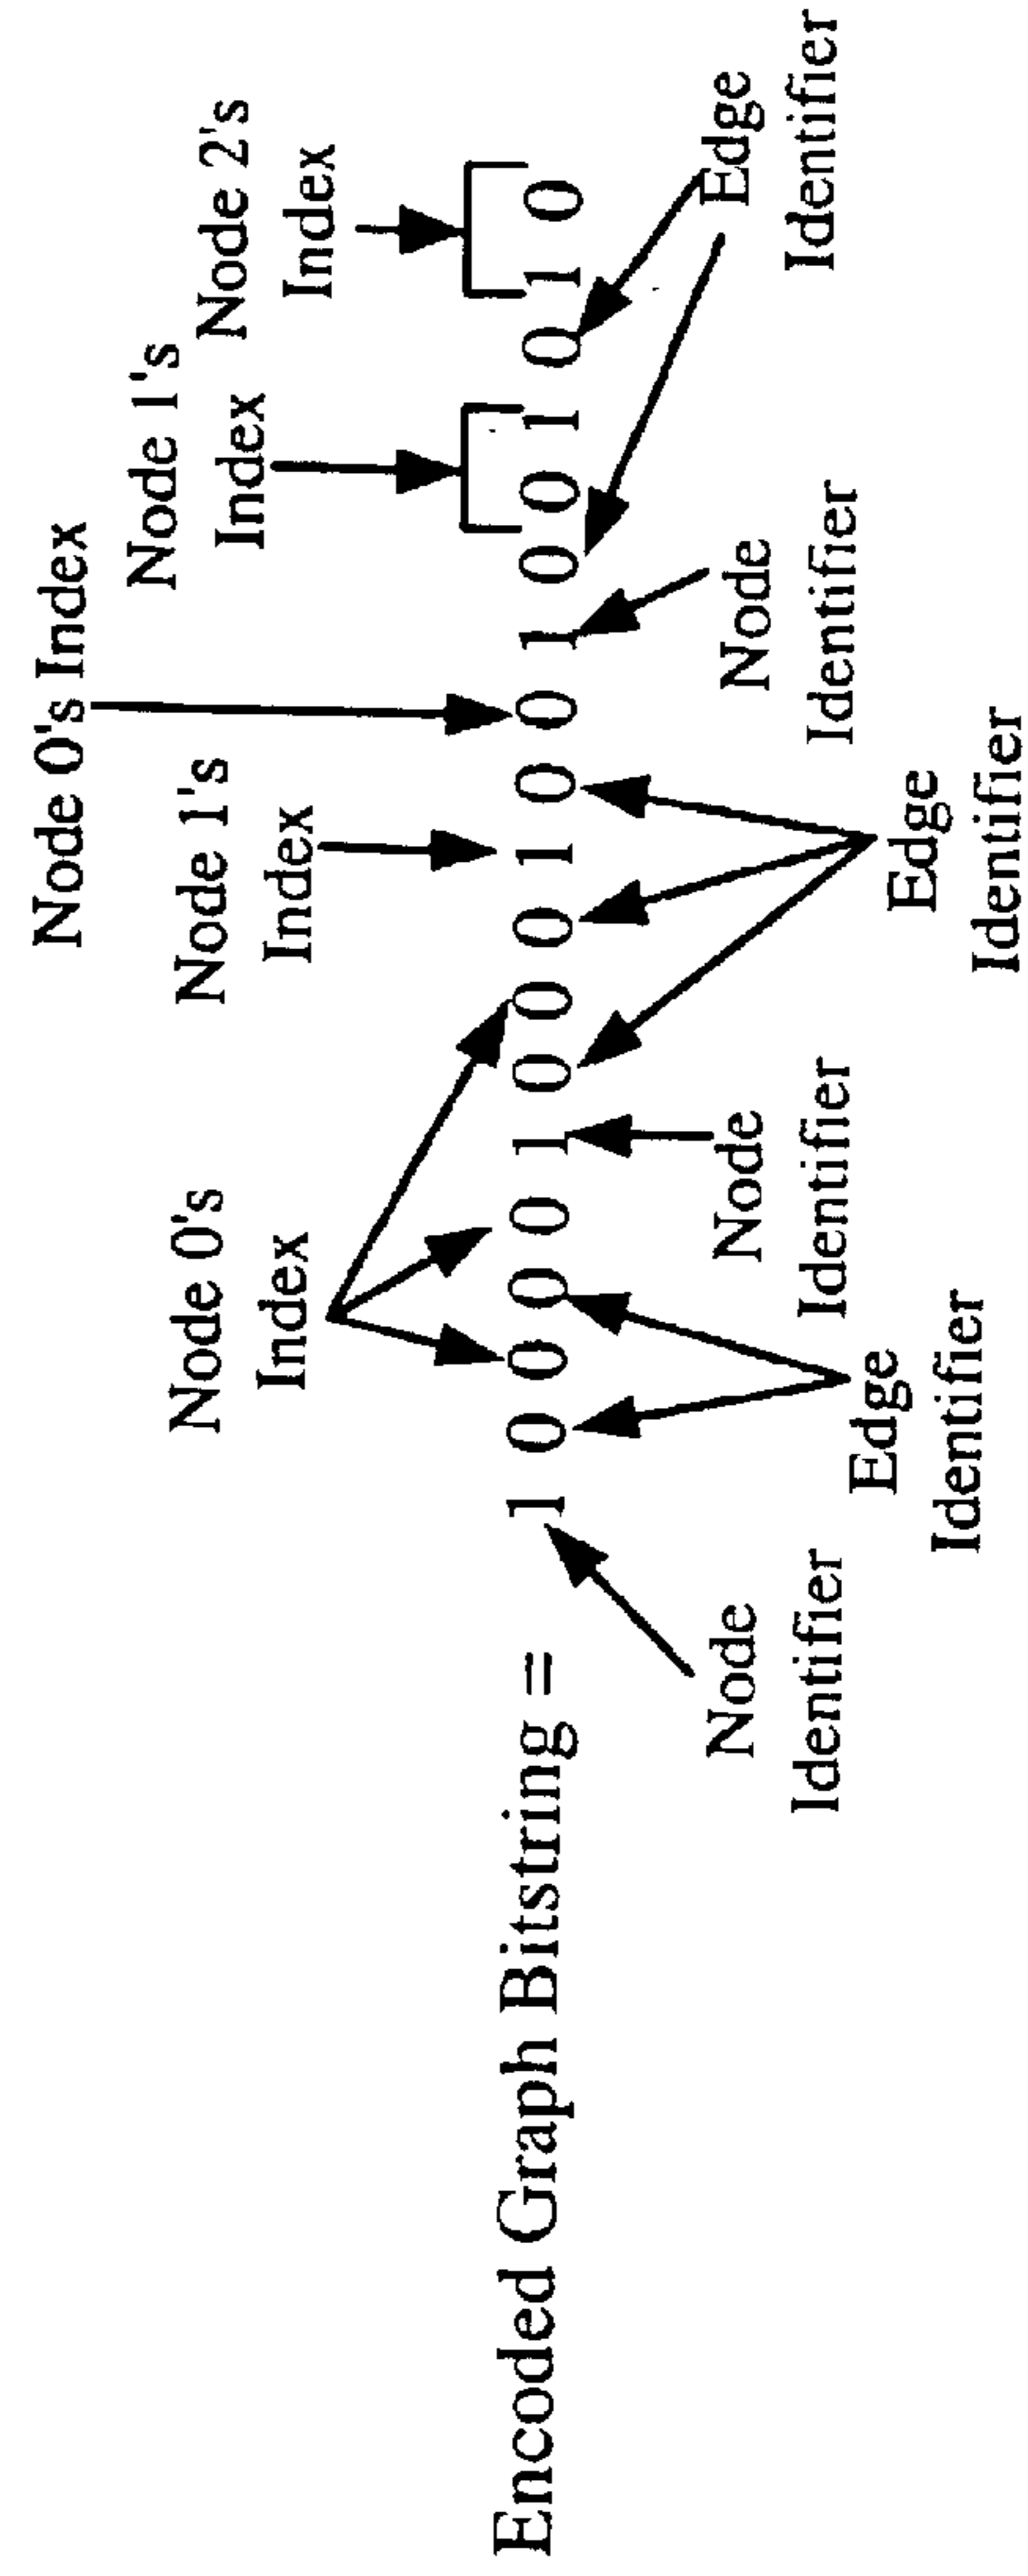 Node 0's Index
Node 1's
Index
Node 2's
Index
Node 0's
Index
Node 1's
Index
Encoded Graph Bitstring = 1 0 0 0 0 1 0 0 0 1 0 0 1 0 0 1 0 1 0
Node
Identifier
Edge
Identifier
Node
Identifier
Edge
Identifier
Node
Identifier
Edge
Identifier